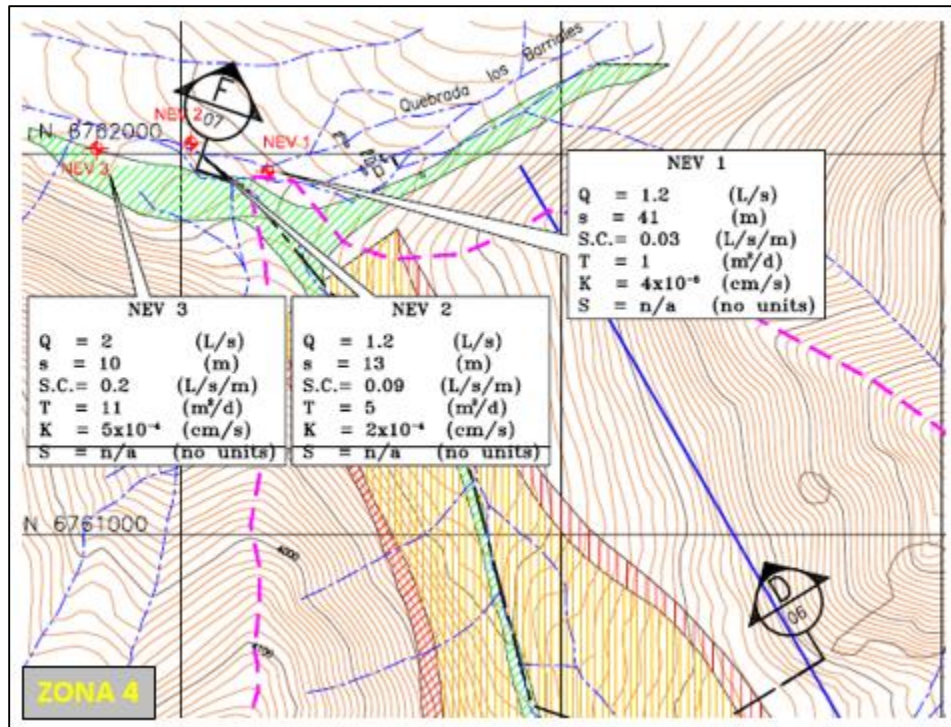 F
07
NEV 2
NEV 1
NEV 3
N 6762000
Quebrada los Barriales
NEV 1
Q = 1.2 (L/s)
s = 41 (m)
S.C.= 0.03 (L/s/m)
T = 1 (m²/d)
K = 4x10⁻⁵ (cm/s)
S = n/a (no units)
NEV 3
Q = 2 (L/s)
s = 10 (m)
S.C.= 0.2 (L/s/m)
T = 11 (m²/d)
K = 5x10⁻⁴ (cm/s)
S = n/a (no units)
NEV 2
Q = 1.2 (L/s)
s = 13 (m)
S.C.= 0.09 (L/s/m)
T = 5 (m²/d)
K = 2x10⁻⁴ (cm/s)
S = n/a (no units)
N 6761000
4000
D
06
ZONA 4